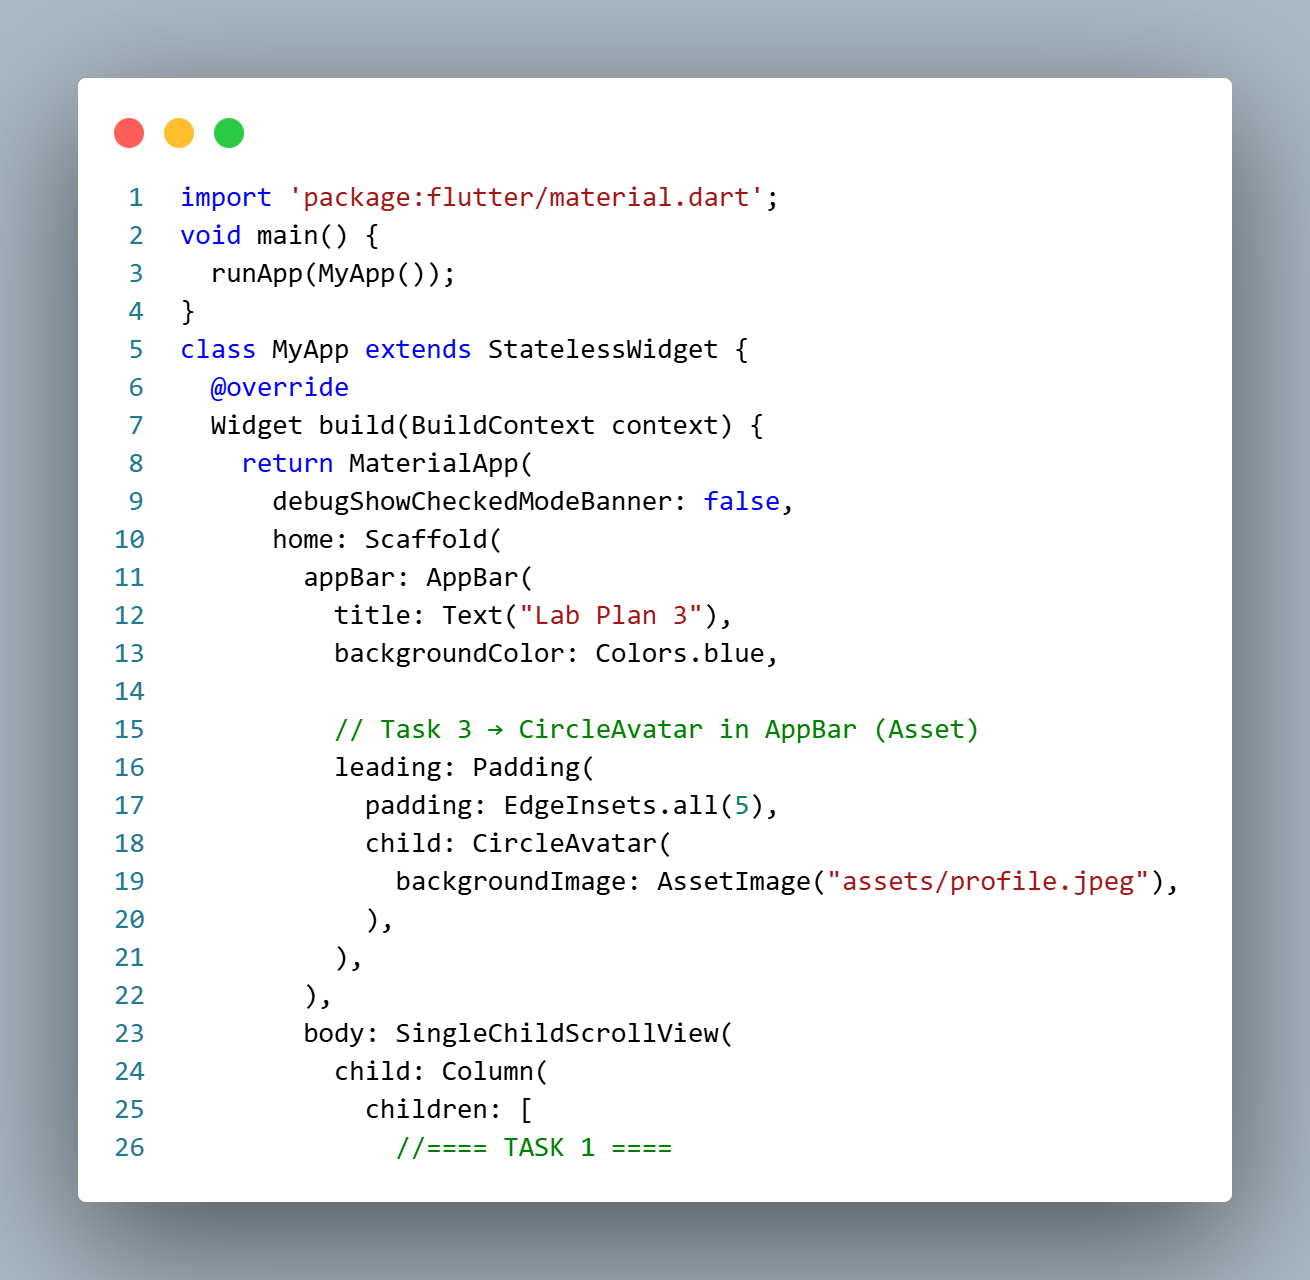 1 import 'package:flutter/material.dart';
2 void main() {
3   runApp(MyApp());
4 }
5 class MyApp extends StatelessWidget {
6   @override
7   Widget build(BuildContext context) {
8     return MaterialApp(
9       debugShowCheckedModeBanner: false,
10       home: Scaffold(
11         appBar: AppBar(
12           title: Text("Lab Plan 3"),
13           backgroundColor: Colors.blue,
14
15           // Task 3 → CircleAvatar in AppBar (Asset)
16           leading: Padding(
17             padding: EdgeInsets.all(5),
18             child: CircleAvatar(
19               backgroundImage: AssetImage("assets/profile.jpeg"),
20             ),
21           ),
22         ),
23         body: SingleChildScrollView(
24           child: Column(
25             children: [
26               //==== TASK 1 ====